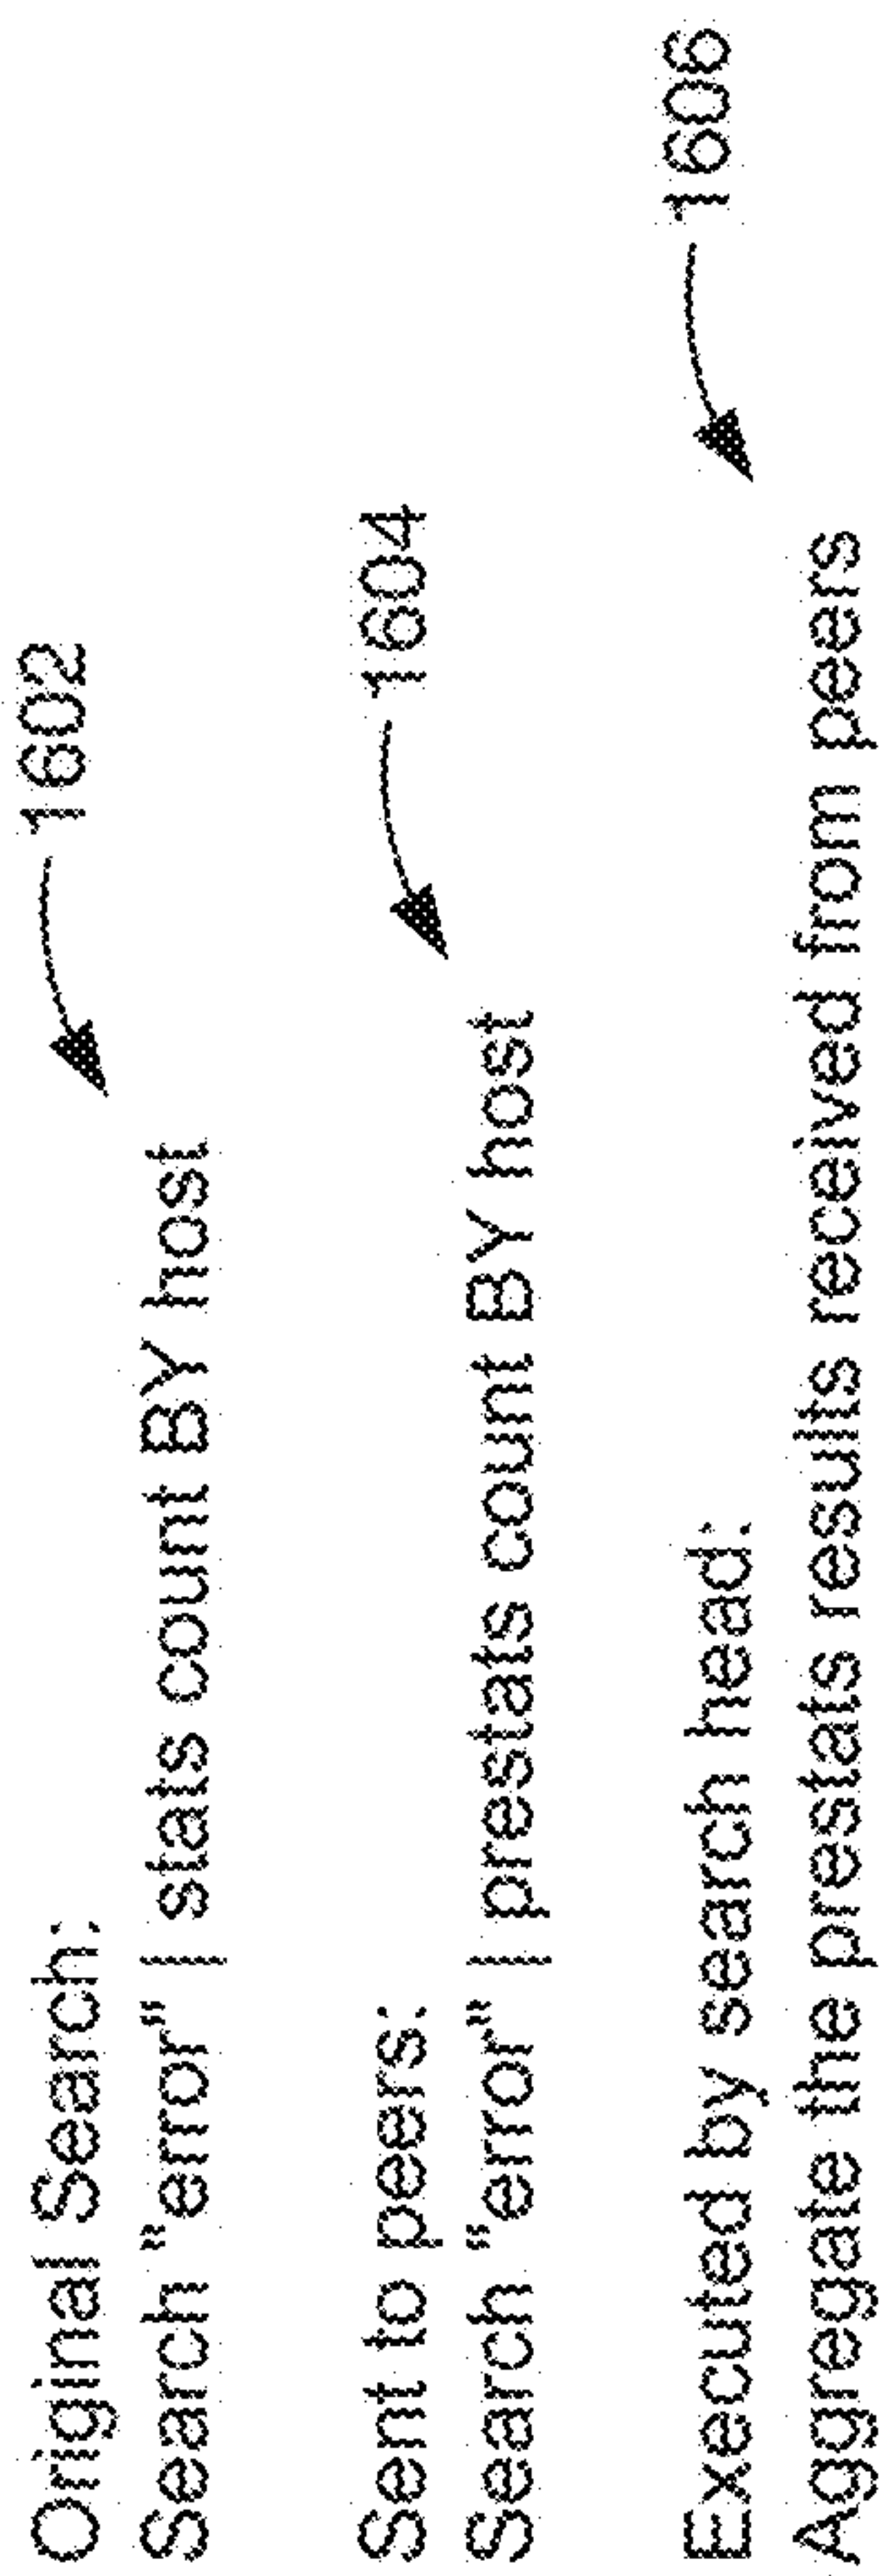 Original Search: 1602
Search "error" | stats count BY host
Sent to peers: 1604
Search "error" | prestats count BY host
Executed by search head: 1606
Aggregate the prestats results received from peers